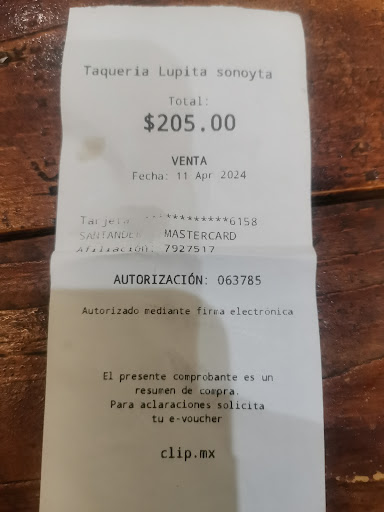 Taqueria Lupita sonoyta
Total:
$205.00
VENTA
Fecha: 11 Apr 2024
Tarjeta: ************6158
SANTANDER MASTERCARD
Afiliación: 7927517
AUTORIZACIÓN: 063785
Autorizado mediante firma electronica
El presente comprobante es un
resumen de compra.
Para aclaraciones solicita
tu e-voucher
clip.mx